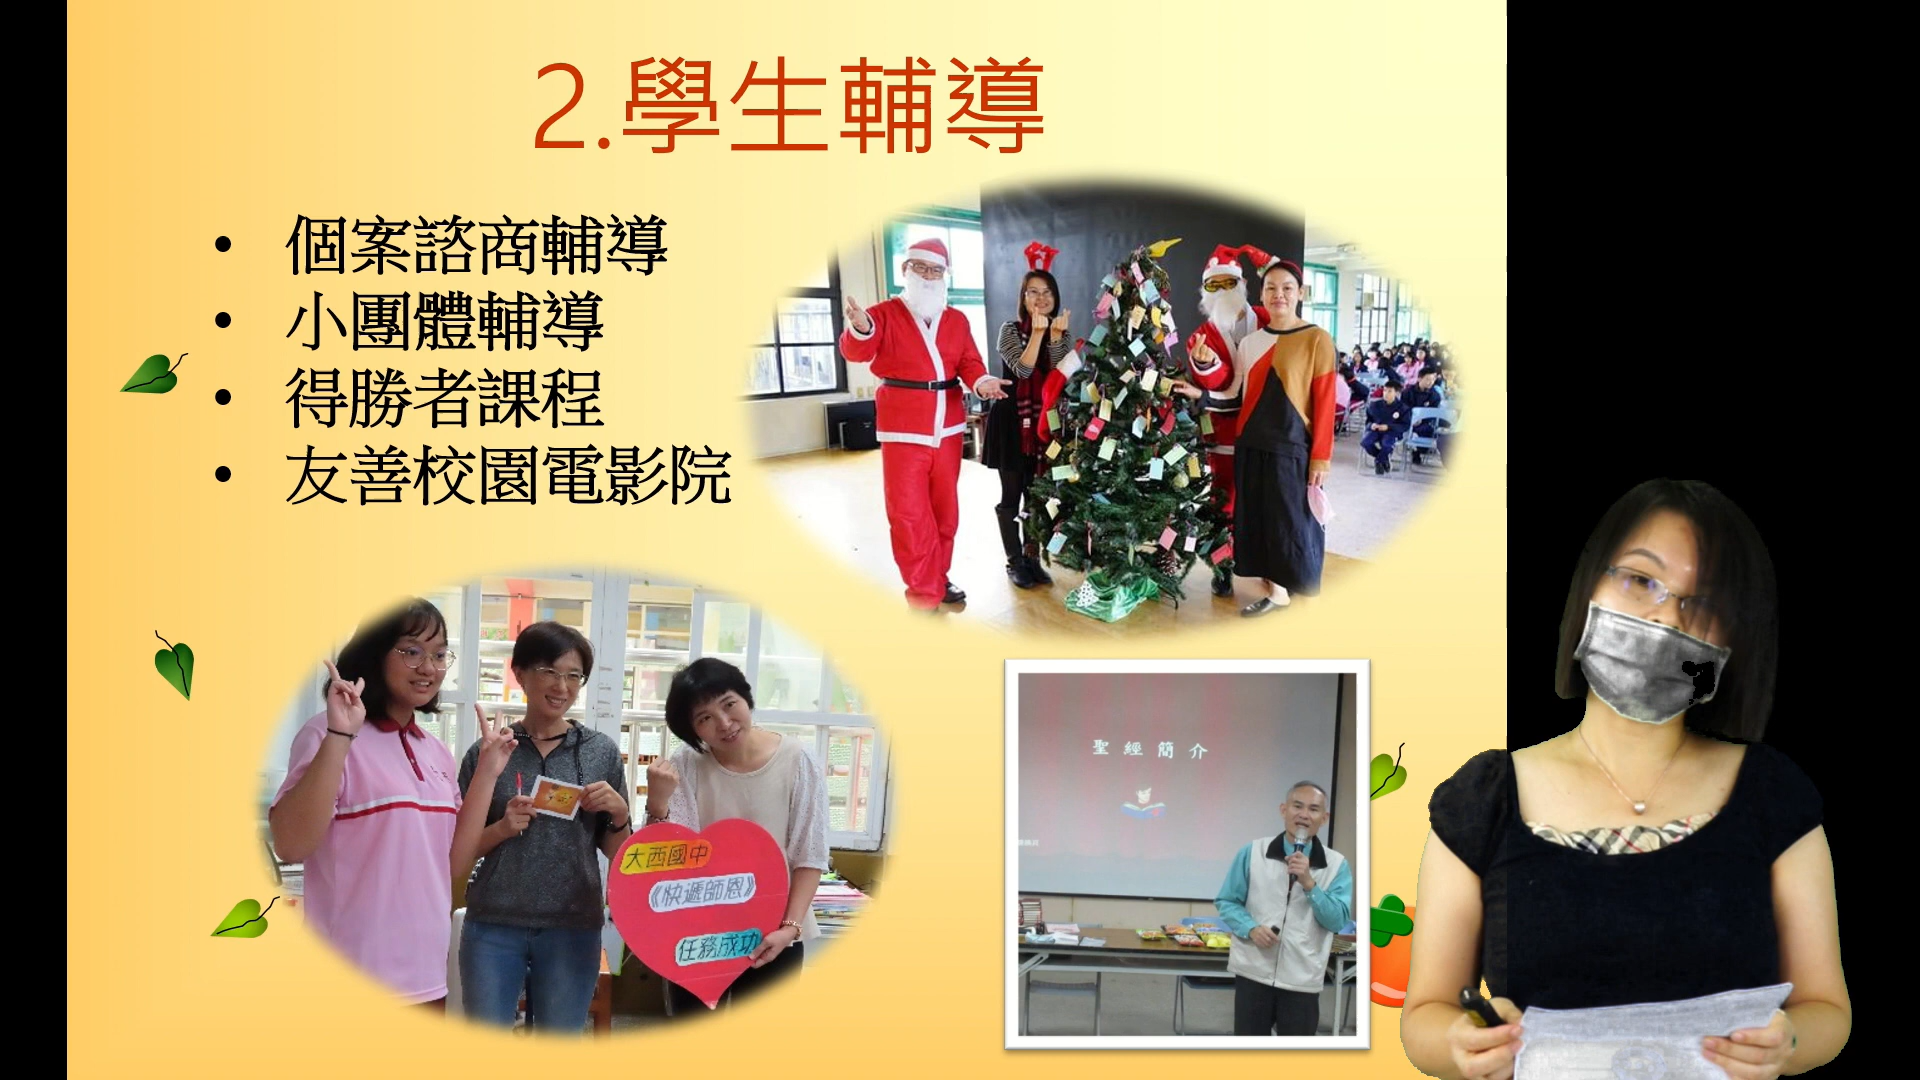 2.學生輔導
• 個案諮商輔導
• 小團體輔導
• 得勝者課程
• 友善校園電影院
大西國中
《快遞師恩》
任務成功
聖經簡介